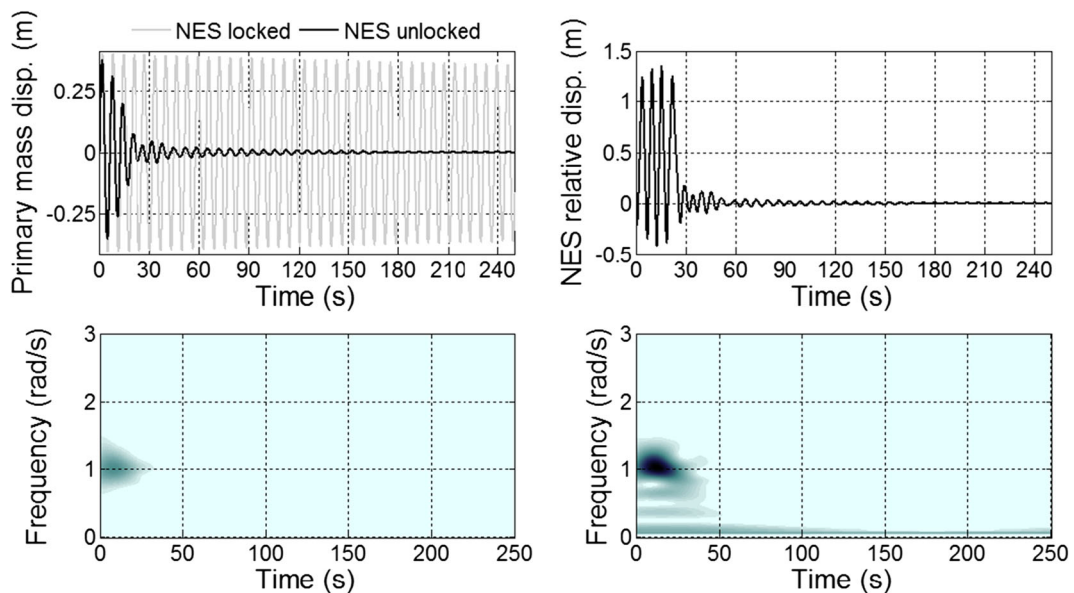 NES locked NES unlocked
Primary mass disp. (m)
0.25
0
-0.25
0 30 60 90 120 150 180 210 240
Time (s)
NES relative disp. (m)
1.5
1
0.5
0
-0.5
0 30 60 90 120 150 180 210 240
Time (s)
Frequency (rad/s)
3
2
1
0
0 50 100 150 200 250
Time (s)
Frequency (rad/s)
3
2
1
0
0 50 100 150 200 250
Time (s)